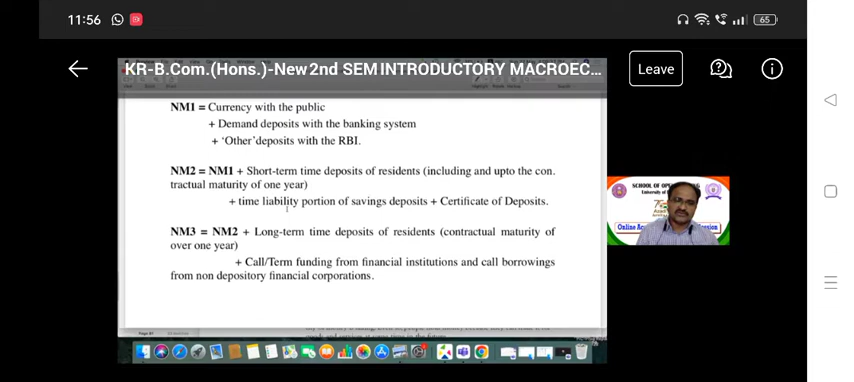 11:56
65
KR-B.Com.(Hons.)-New 2nd SEM INTRODUCTORY MACROEC...
Leave
NM1 = Currency with the public
+ Demand deposits with the banking system
+ ‘Other’ deposits with the RBI.
NM2 = NM1 + Short-term time deposits of residents (including and upto the con.
tractual maturity of one year)
+ time liability portion of savings deposits + Certificate of Deposits.
NM3 = NM2 + Long-term time deposits of residents (contractual maturity of
over one year)
+ Call/Term funding from financial institutions and call borrowings
from non depository financial corporations.
SCHOOL OF OPEN